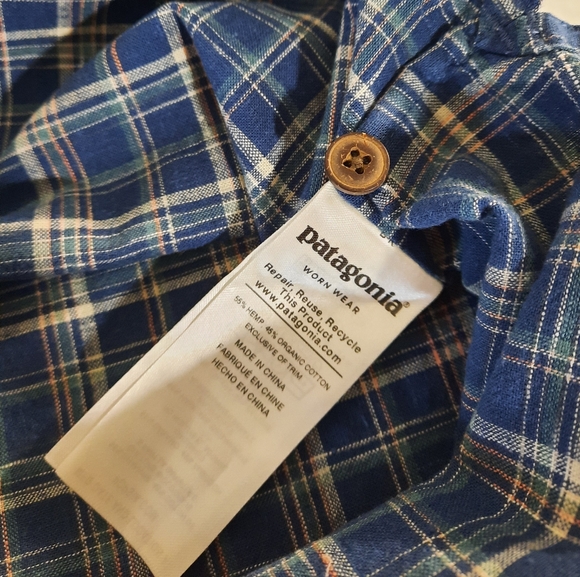 patagonia®
WORN WEAR
Repair, Reuse, Recycle
This Product
www.patagonia.com
55% HEMP 45% ORGANIC COTTON
EXCLUSIVE OF TRIM.
MADE IN CHINA
FABRIQUÉ EN CHINE
HECHO EN CHINA